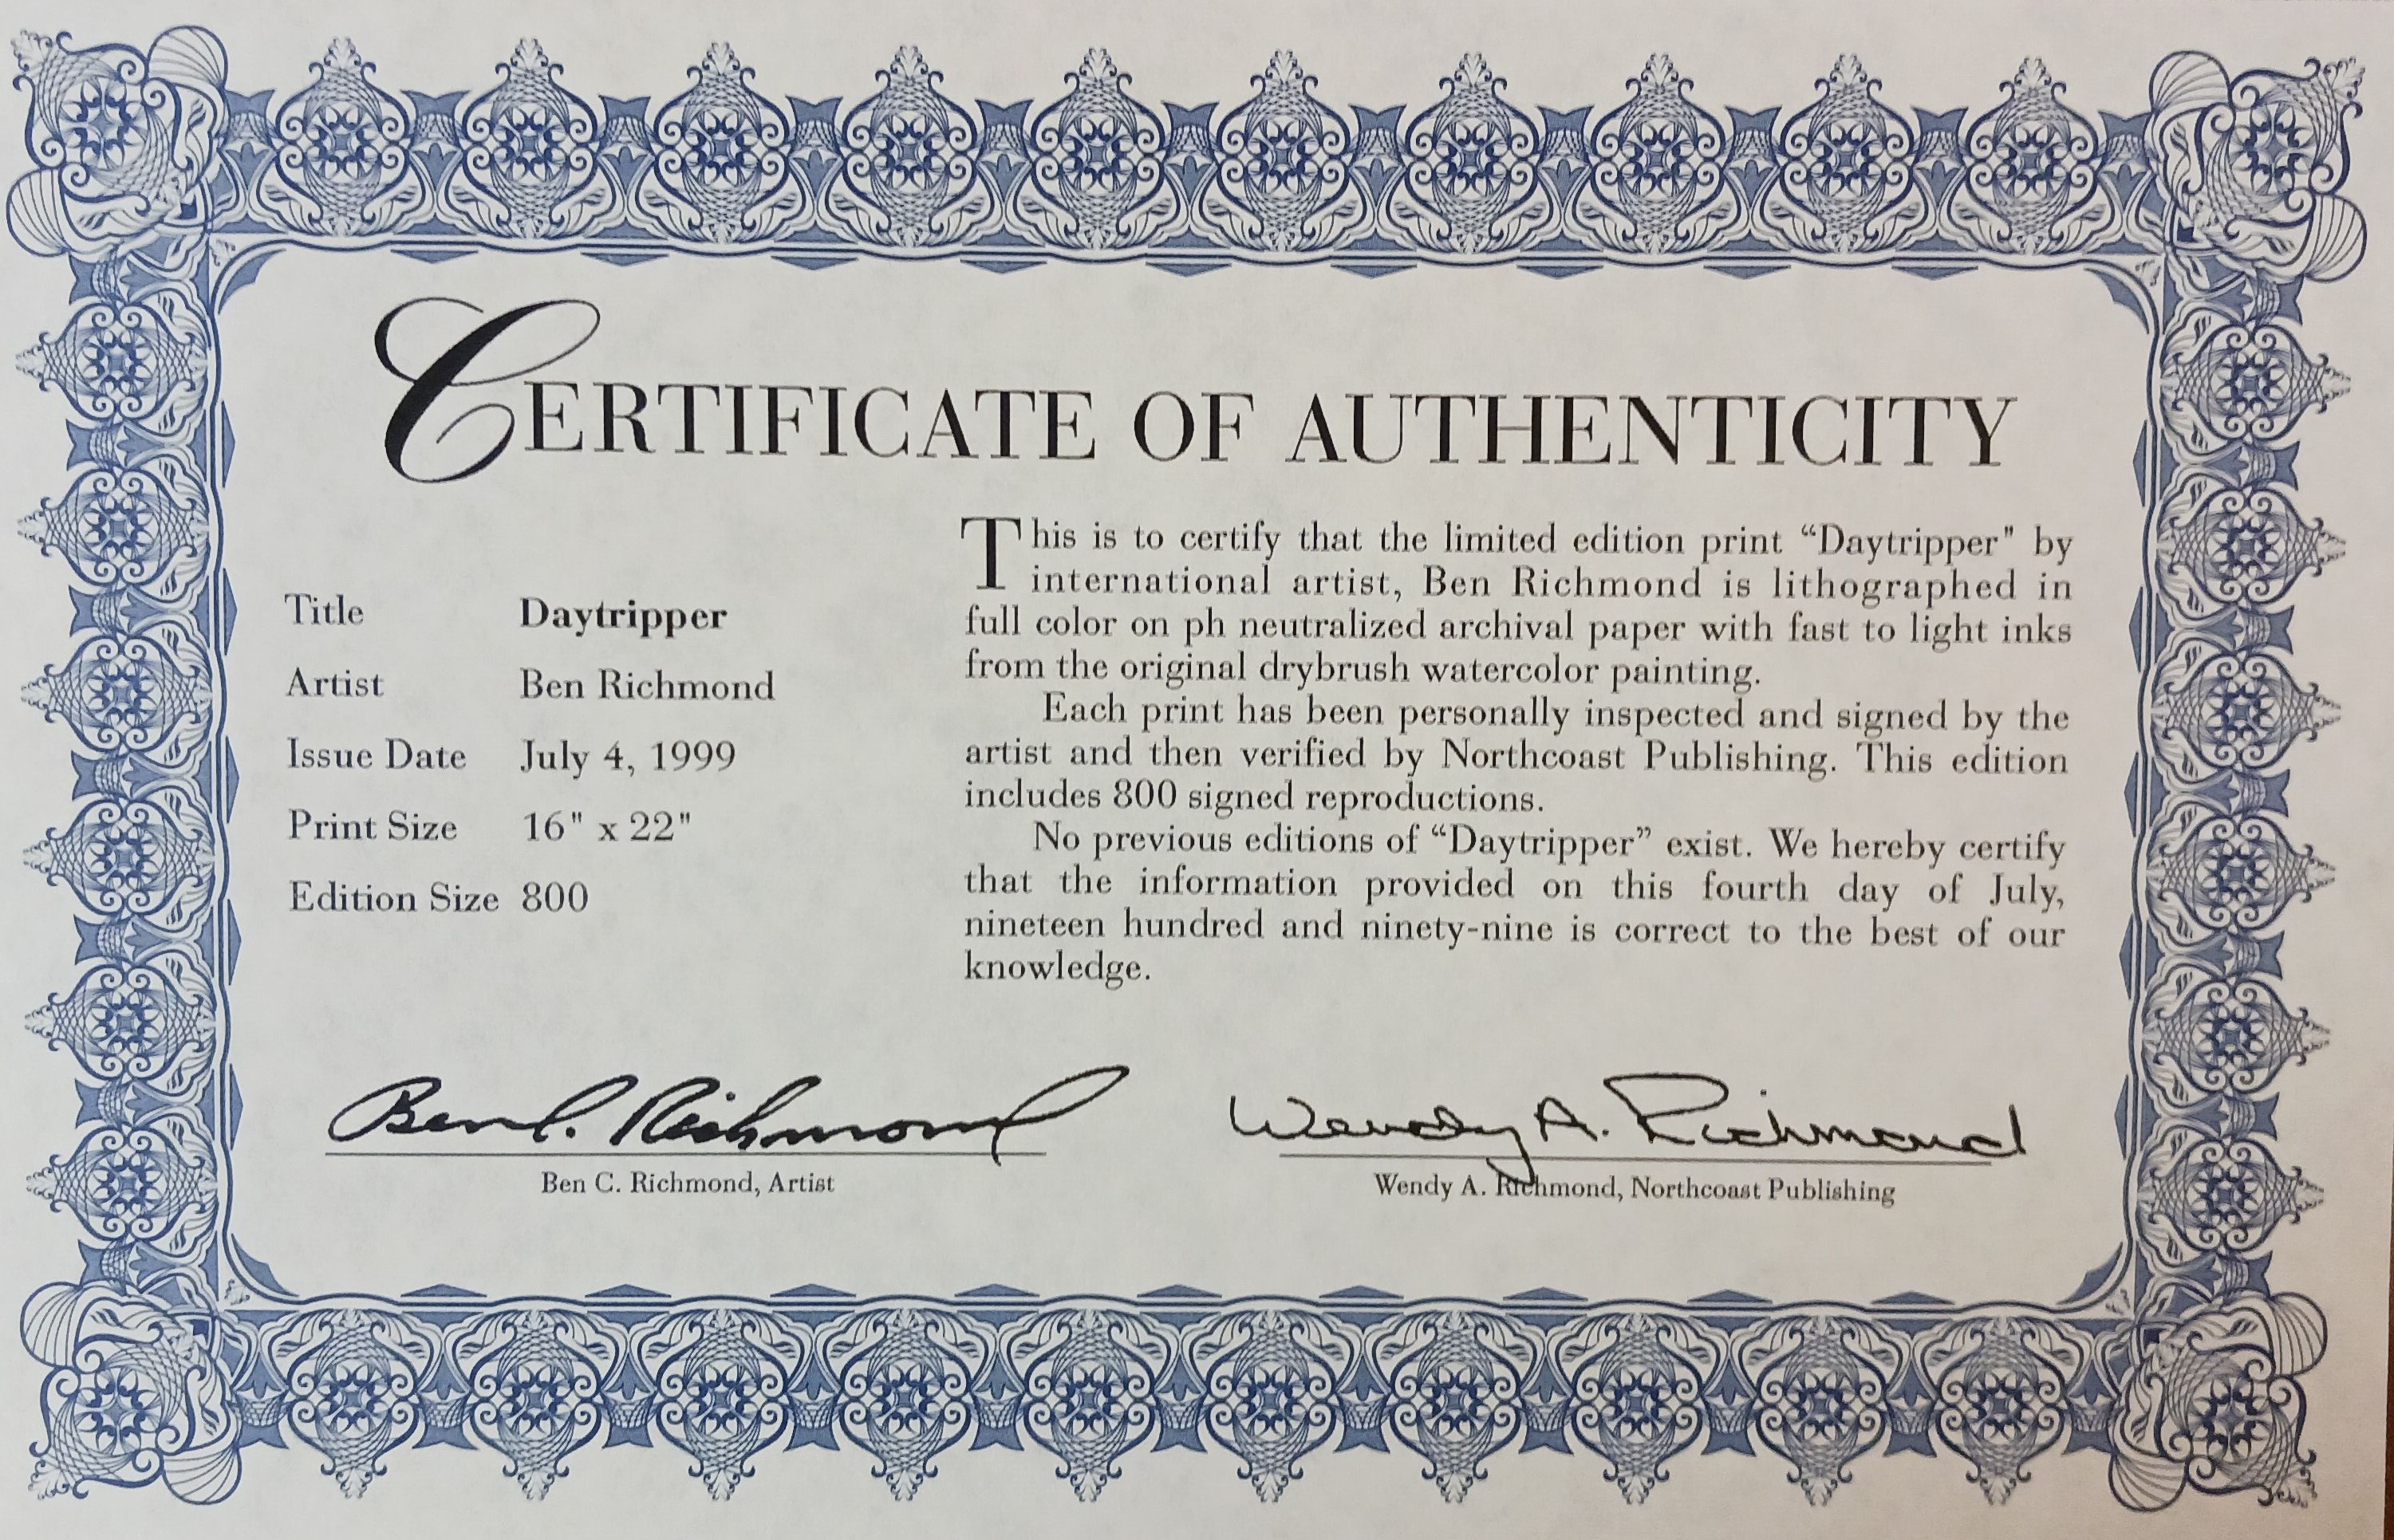 CERTIFICATE OF AUTHENTICITY
Title Daytripper
Artist Ben Richmond
Issue Date July 4, 1999
Print Size 16" x 22"
Edition Size 800
This is to certify that the limited edition print “Daytripper" by
international artist, Ben Richmond is lithographed in
full color on ph neutralized archival paper with fast to light inks
from the original drybrush watercolor painting.
Each print has been personally inspected and signed by the
artist and then verified by Northcoast Publishing. This edition
includes 800 signed reproductions.
No previous editions of “Daytripper” exist. We hereby certify
that the information provided on this fourth day of July,
nineteen hundred and ninety-nine is correct to the best of our
knowledge.
Ben C. Richmond
Ben C. Richmond, Artist
Wendy A. Richmond
Wendy A. Richmond, Northcoast Publishing